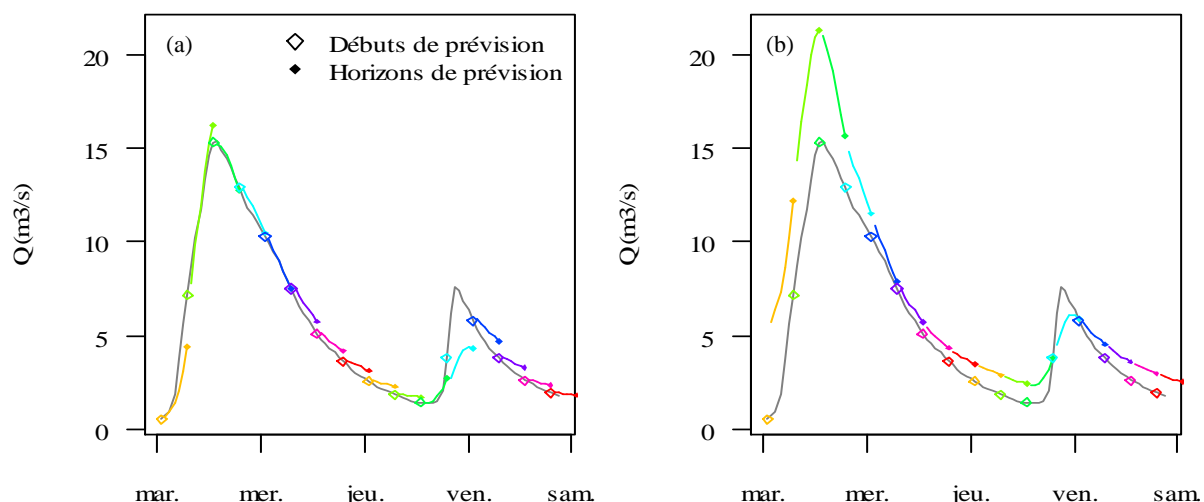 (a)
Débuts de prévision
Horizons de prévision
Q(m3/s)
20
15
10
5
0
mar. mer. jeu. ven. sam.
(b)
Q(m3/s)
20
15
10
5
0
mar. mer. jeu. ven. sam.